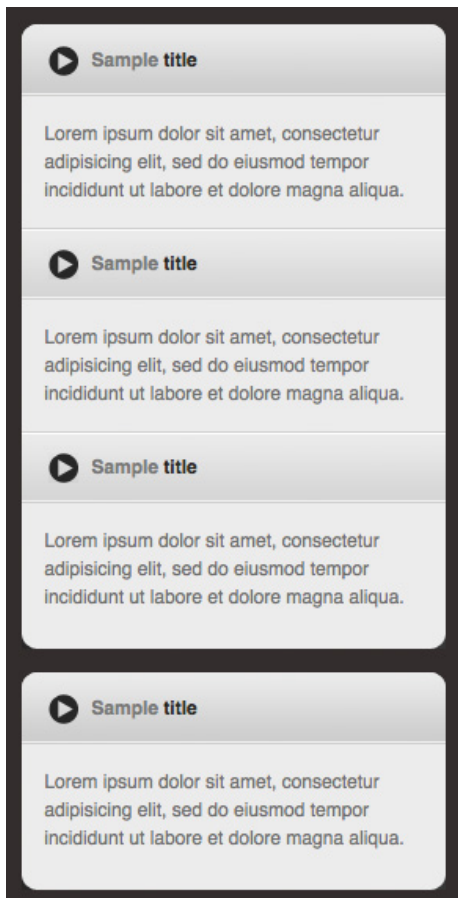 Sample title
Lorem ipsum dolor sit amet, consectetur
adipisicing elit, sed do eiusmod tempor
incididunt ut labore et dolore magna aliqua.
Sample title
Lorem ipsum dolor sit amet, consectetur
adipisicing elit, sed do eiusmod tempor
incididunt ut labore et dolore magna aliqua.
Sample title
Lorem ipsum dolor sit amet, consectetur
adipisicing elit, sed do eiusmod tempor
incididunt ut labore et dolore magna aliqua.
Sample title
Lorem ipsum dolor sit amet, consectetur
adipisicing elit, sed do eiusmod tempor
incididunt ut labore et dolore magna aliqua.